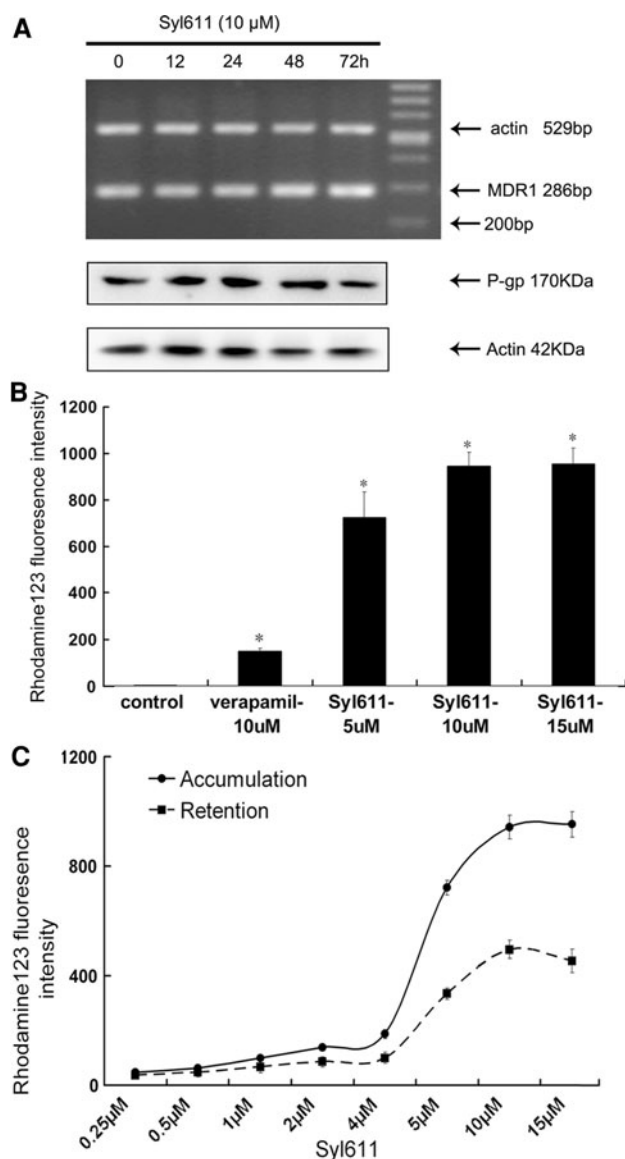 A
Syl611 (10 µM)
0 12 24 48 72h
actin 529bp
MDR1 286bp
200bp
P-gp 170KDa
Actin 42KDa
B
Rhodamine123 fluoresence intensity
1200
1000
800
600
400
200
0
*
*
*
*
control verapamil-10uM Syl611-5uM Syl611-10uM Syl611-15uM
C
Rhodamine123 fluoresence
intensity
1200
800
400
0
Accumulation
Retention
0.25µM 0.5µM 1µM 2µM 4µM 5µM 10µM 15µM
Syl611